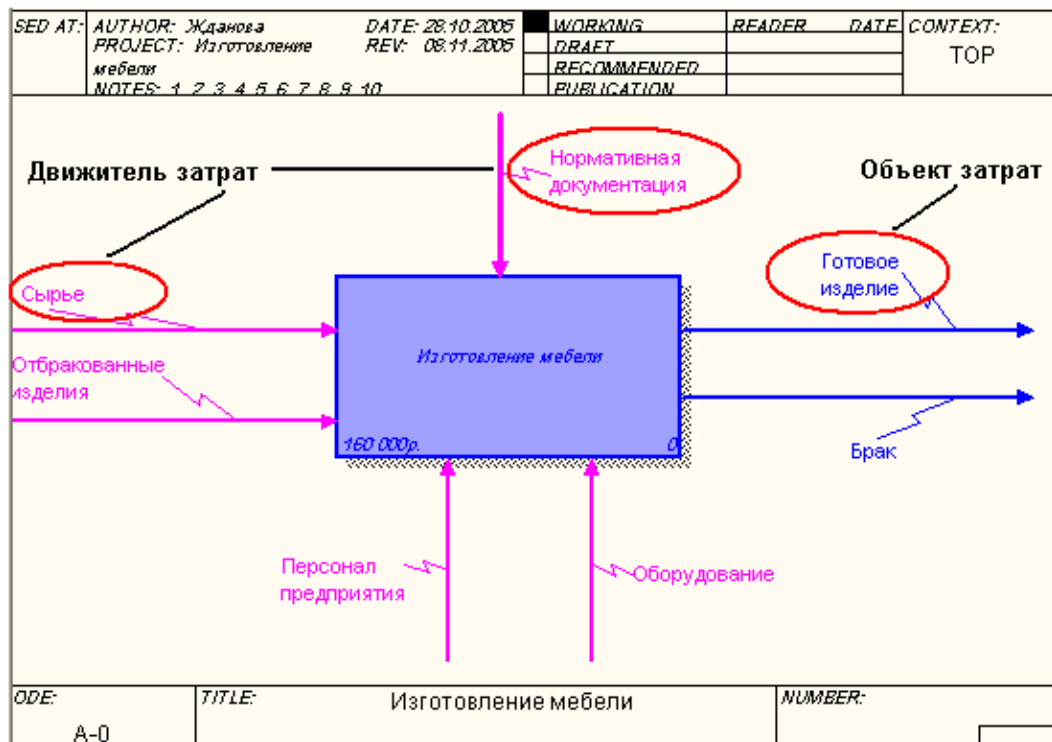 SED AT:
AUTHOR: Жданова
DATE: 28.10.2005
PROJECT: Изготовление
мебели
REV: 08.11.2005
NOTES: 1 2 3 4 5 6 7 8 9 10
WORKING
DRAFT
RECOMMENDED
PUBLICATION
READER
DATE
CONTEXT:
TOP
Движитель затрат
Нормативная
документация
Объект затрат
Сырье
Готовое
изделие
Изготовление мебели
Отбракованные
изделия
160 000р.
0
Брак
Персонал
предприятия
Оборудование
ODE:
A-0
TITLE:
Изготовление мебели
NUMBER: